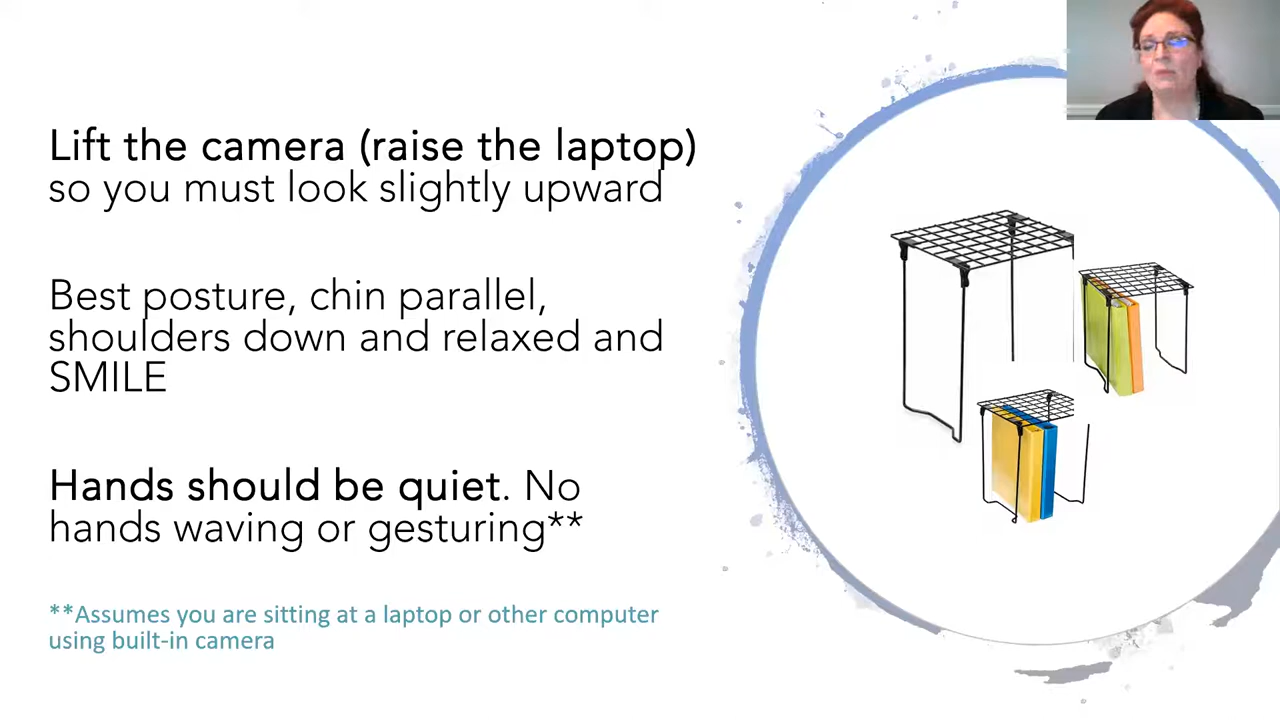 Lift the camera (raise the laptop)
so you must look slightly upward
Best posture, chin parallel,
shoulders down and relaxed and
SMILE
Hands should be quiet. No
hands waving or gesturing**
**Assumes you are sitting at a laptop or other computer
using built-in camera